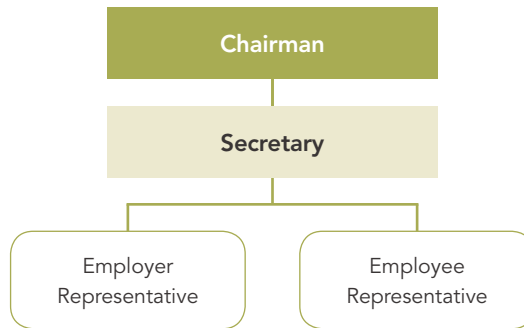 Chairman
Secretary
Employer
Representative
Employee
Representative